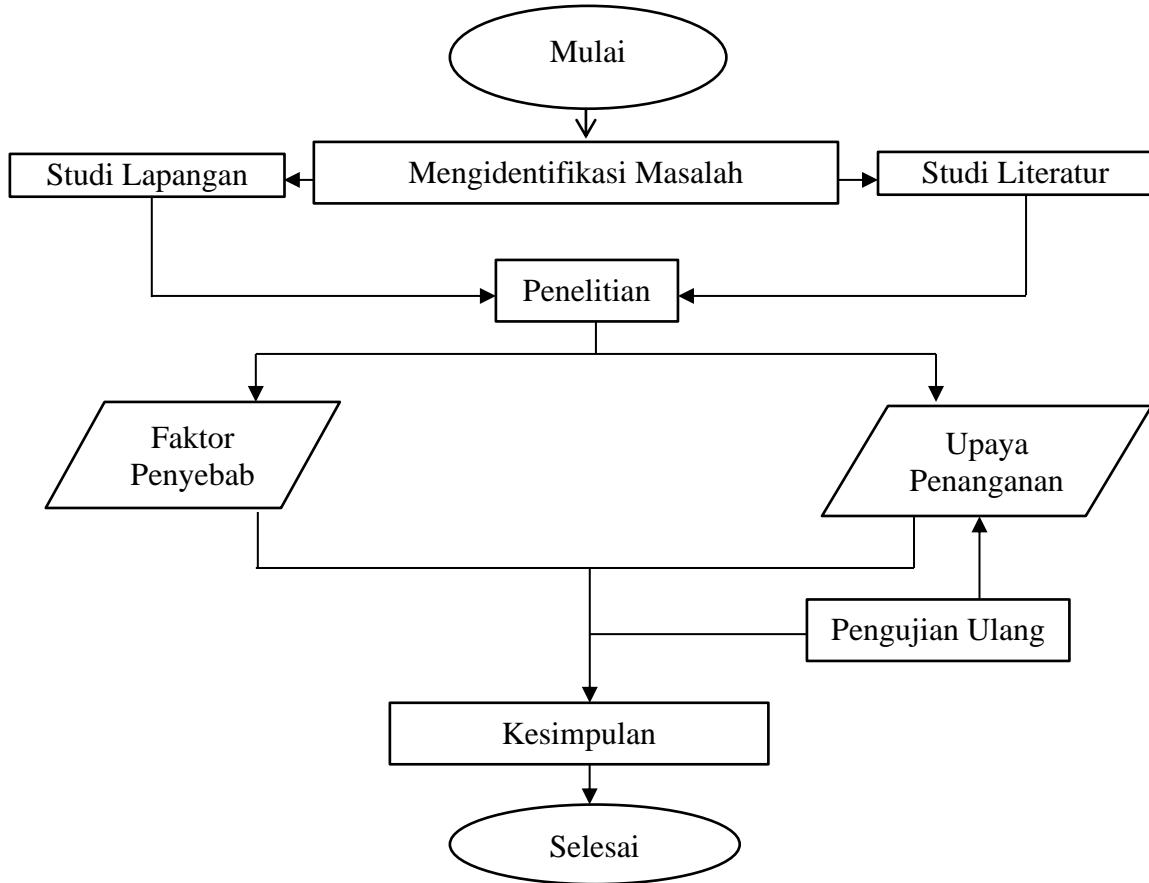 Mulai
Studi Lapangan
Mengidentifikasi Masalah
Studi Literatur
Penelitian
Faktor
Penyebab
Upaya
Penanganan
Pengujian Ulang
Kesimpulan
Selesai